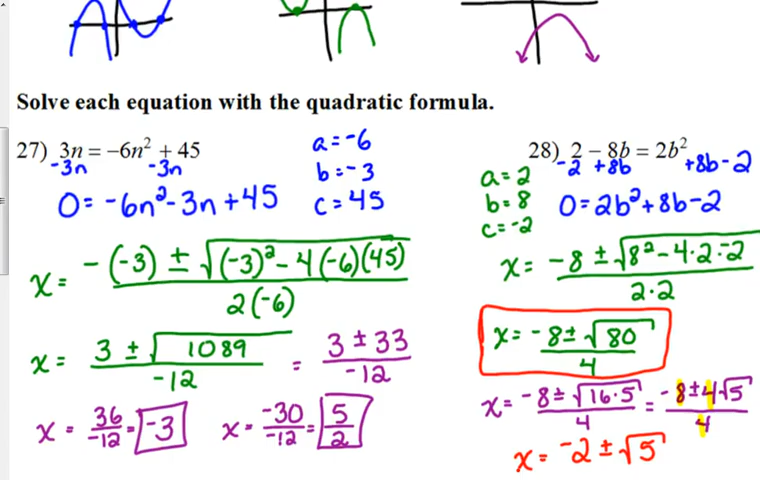 Solve each equation with the quadratic formula.
27) 3n = −6n² + 45
-3n -3n
0 = -6n² - 3n + 45
a = -6
b = -3
c = 45
x = -(-3) ± √(-3)² - 4(-6)(45) / 2(-6)
x = 3 ± √1089 / -12 = 3 ± 33 / -12
x = 36/-12 = -3 x = -30/-12 = 5/2
28) 2 − 8b = 2b²
-2 +8b +8b -2
a = 2
b = 8
c = -2
0 = 2b² + 8b - 2
x = -8 ± √8² - 4·2·-2 / 2·2
x = -8 ± √80 / 4
x = -8 ± √16·5 / 4 = -8 ± 4√5 / 4
x = -2 ± √5